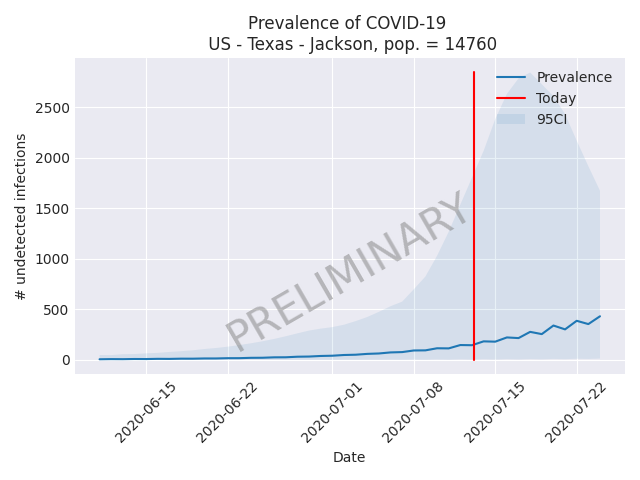 Prevalence of COVID-19
US - Texas - Jackson, pop. = 14760
# undetected infections
2500
2000
1500
1000
500
0
Prevalence
Today
95CI
PRELIMINARY
2020-06-15
2020-06-22
2020-07-01
2020-07-08
2020-07-15
2020-07-22
Date